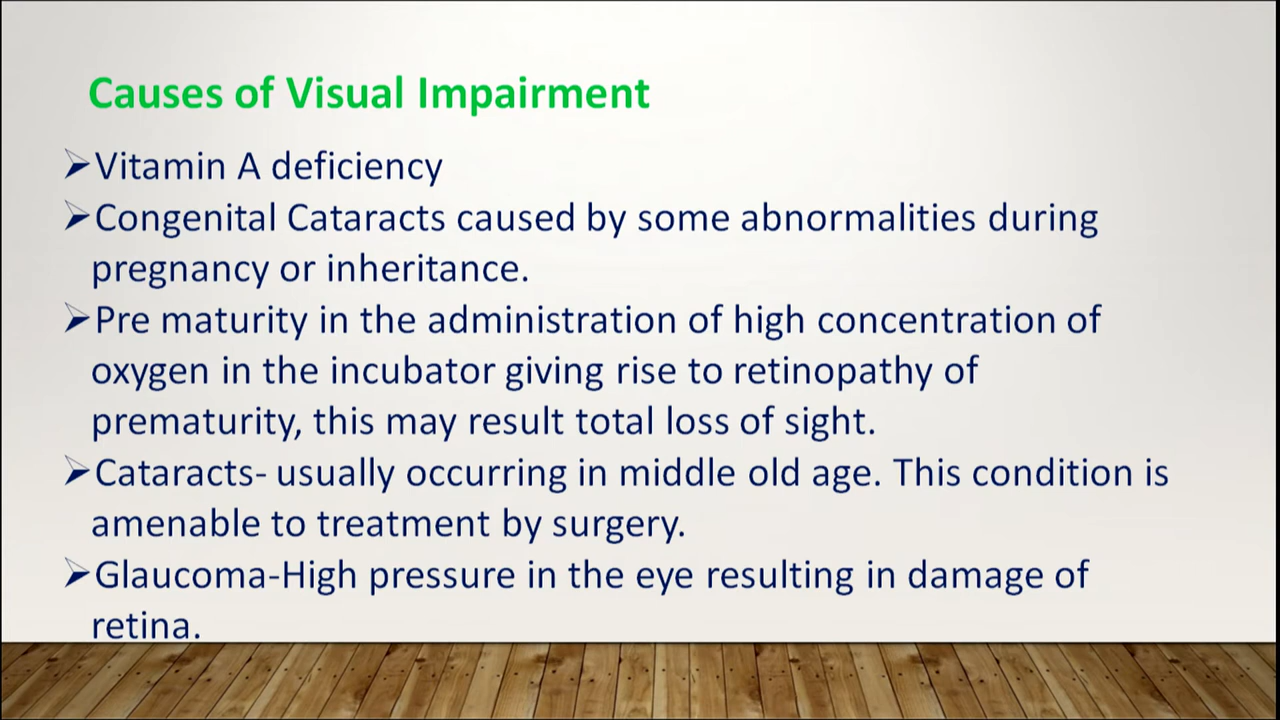 Causes of Visual Impairment
➢Vitamin A deficiency
➢Congenital Cataracts caused by some abnormalities during
pregnancy or inheritance.
➢Pre maturity in the administration of high concentration of
oxygen in the incubator giving rise to retinopathy of
prematurity, this may result total loss of sight.
➢Cataracts- usually occurring in middle old age. This condition is
amenable to treatment by surgery.
➢Glaucoma-High pressure in the eye resulting in damage of
retina.